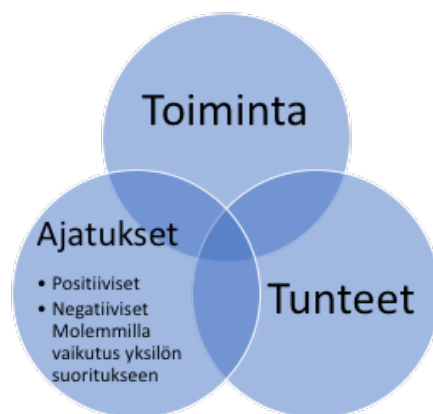 Toiminta
Ajatukset
• Positiiviset
• Negatiiviset
Molemmilla
vaikutus yksilön
suoritukseen
Tunteet